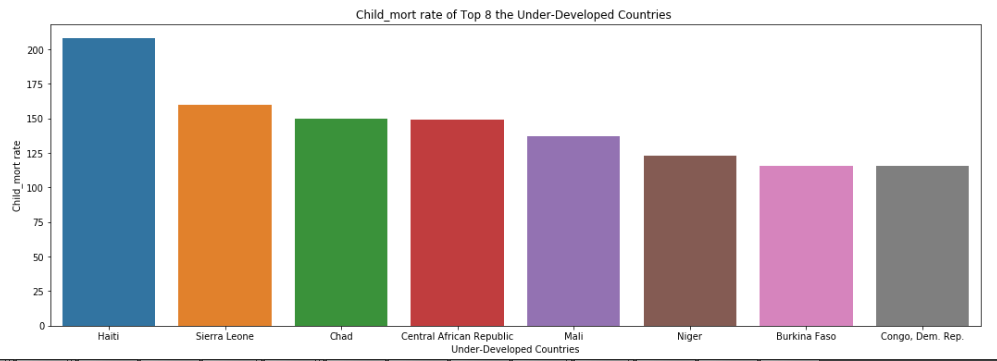 Child_mort rate of Top 8 the Under-Developed Countries
Child_mort rate
200
175
150
125
100
75
50
25
0
Haiti Sierra Leone Chad Central African Republic Mali Niger Burkina Faso Congo, Dem. Rep.
Under-Developed Countries